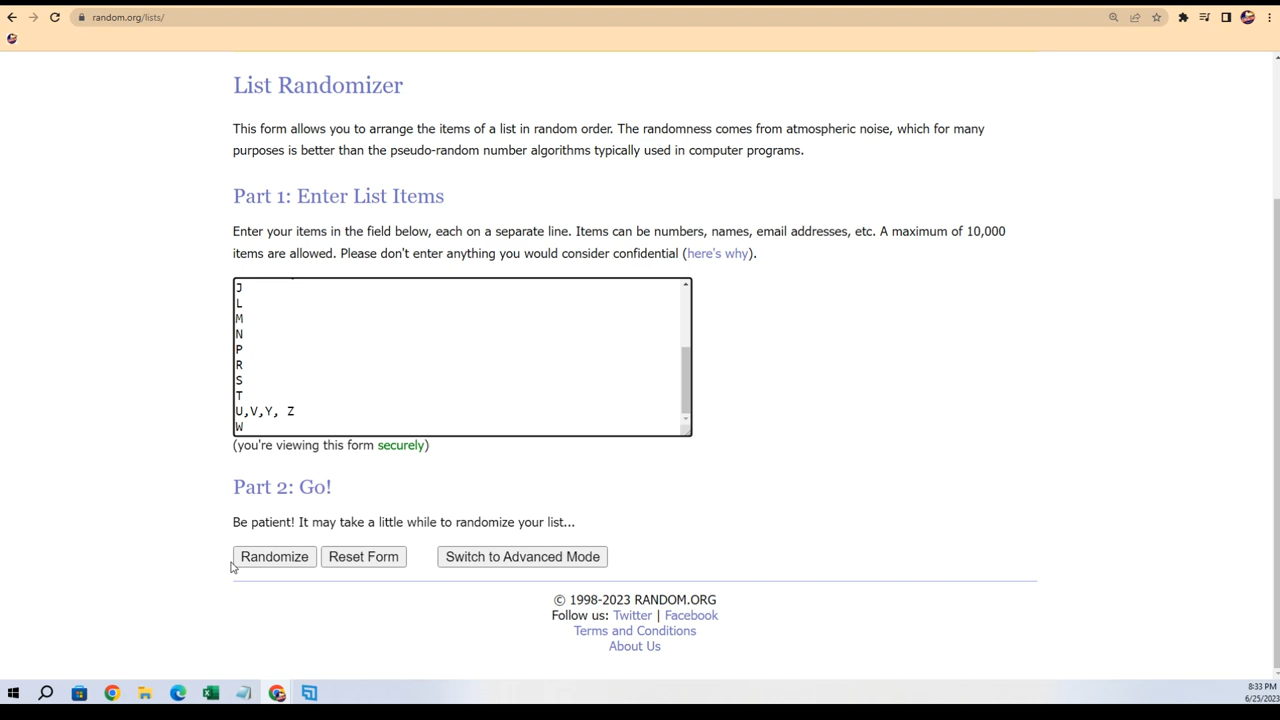 random.org/lists/
List Randomizer
This form allows you to arrange the items of a list in random order. The randomness comes from atmospheric noise, which for many
purposes is better than the pseudo-random number algorithms typically used in computer programs.
Part 1: Enter List Items
Enter your items in the field below, each on a separate line. Items can be numbers, names, email addresses, etc. A maximum of 10,000
items are allowed. Please don't enter anything you would consider confidential (here's why).
J
L
M
N
P
R
S
T
U,V,Y, Z
W
(you're viewing this form securely)
Part 2: Go!
Be patient! It may take a little while to randomize your list...
Randomize Reset Form Switch to Advanced Mode
© 1998-2023 RANDOM.ORG
Follow us: Twitter | Facebook
Terms and Conditions
About Us
8:33 PM
6/25/2023